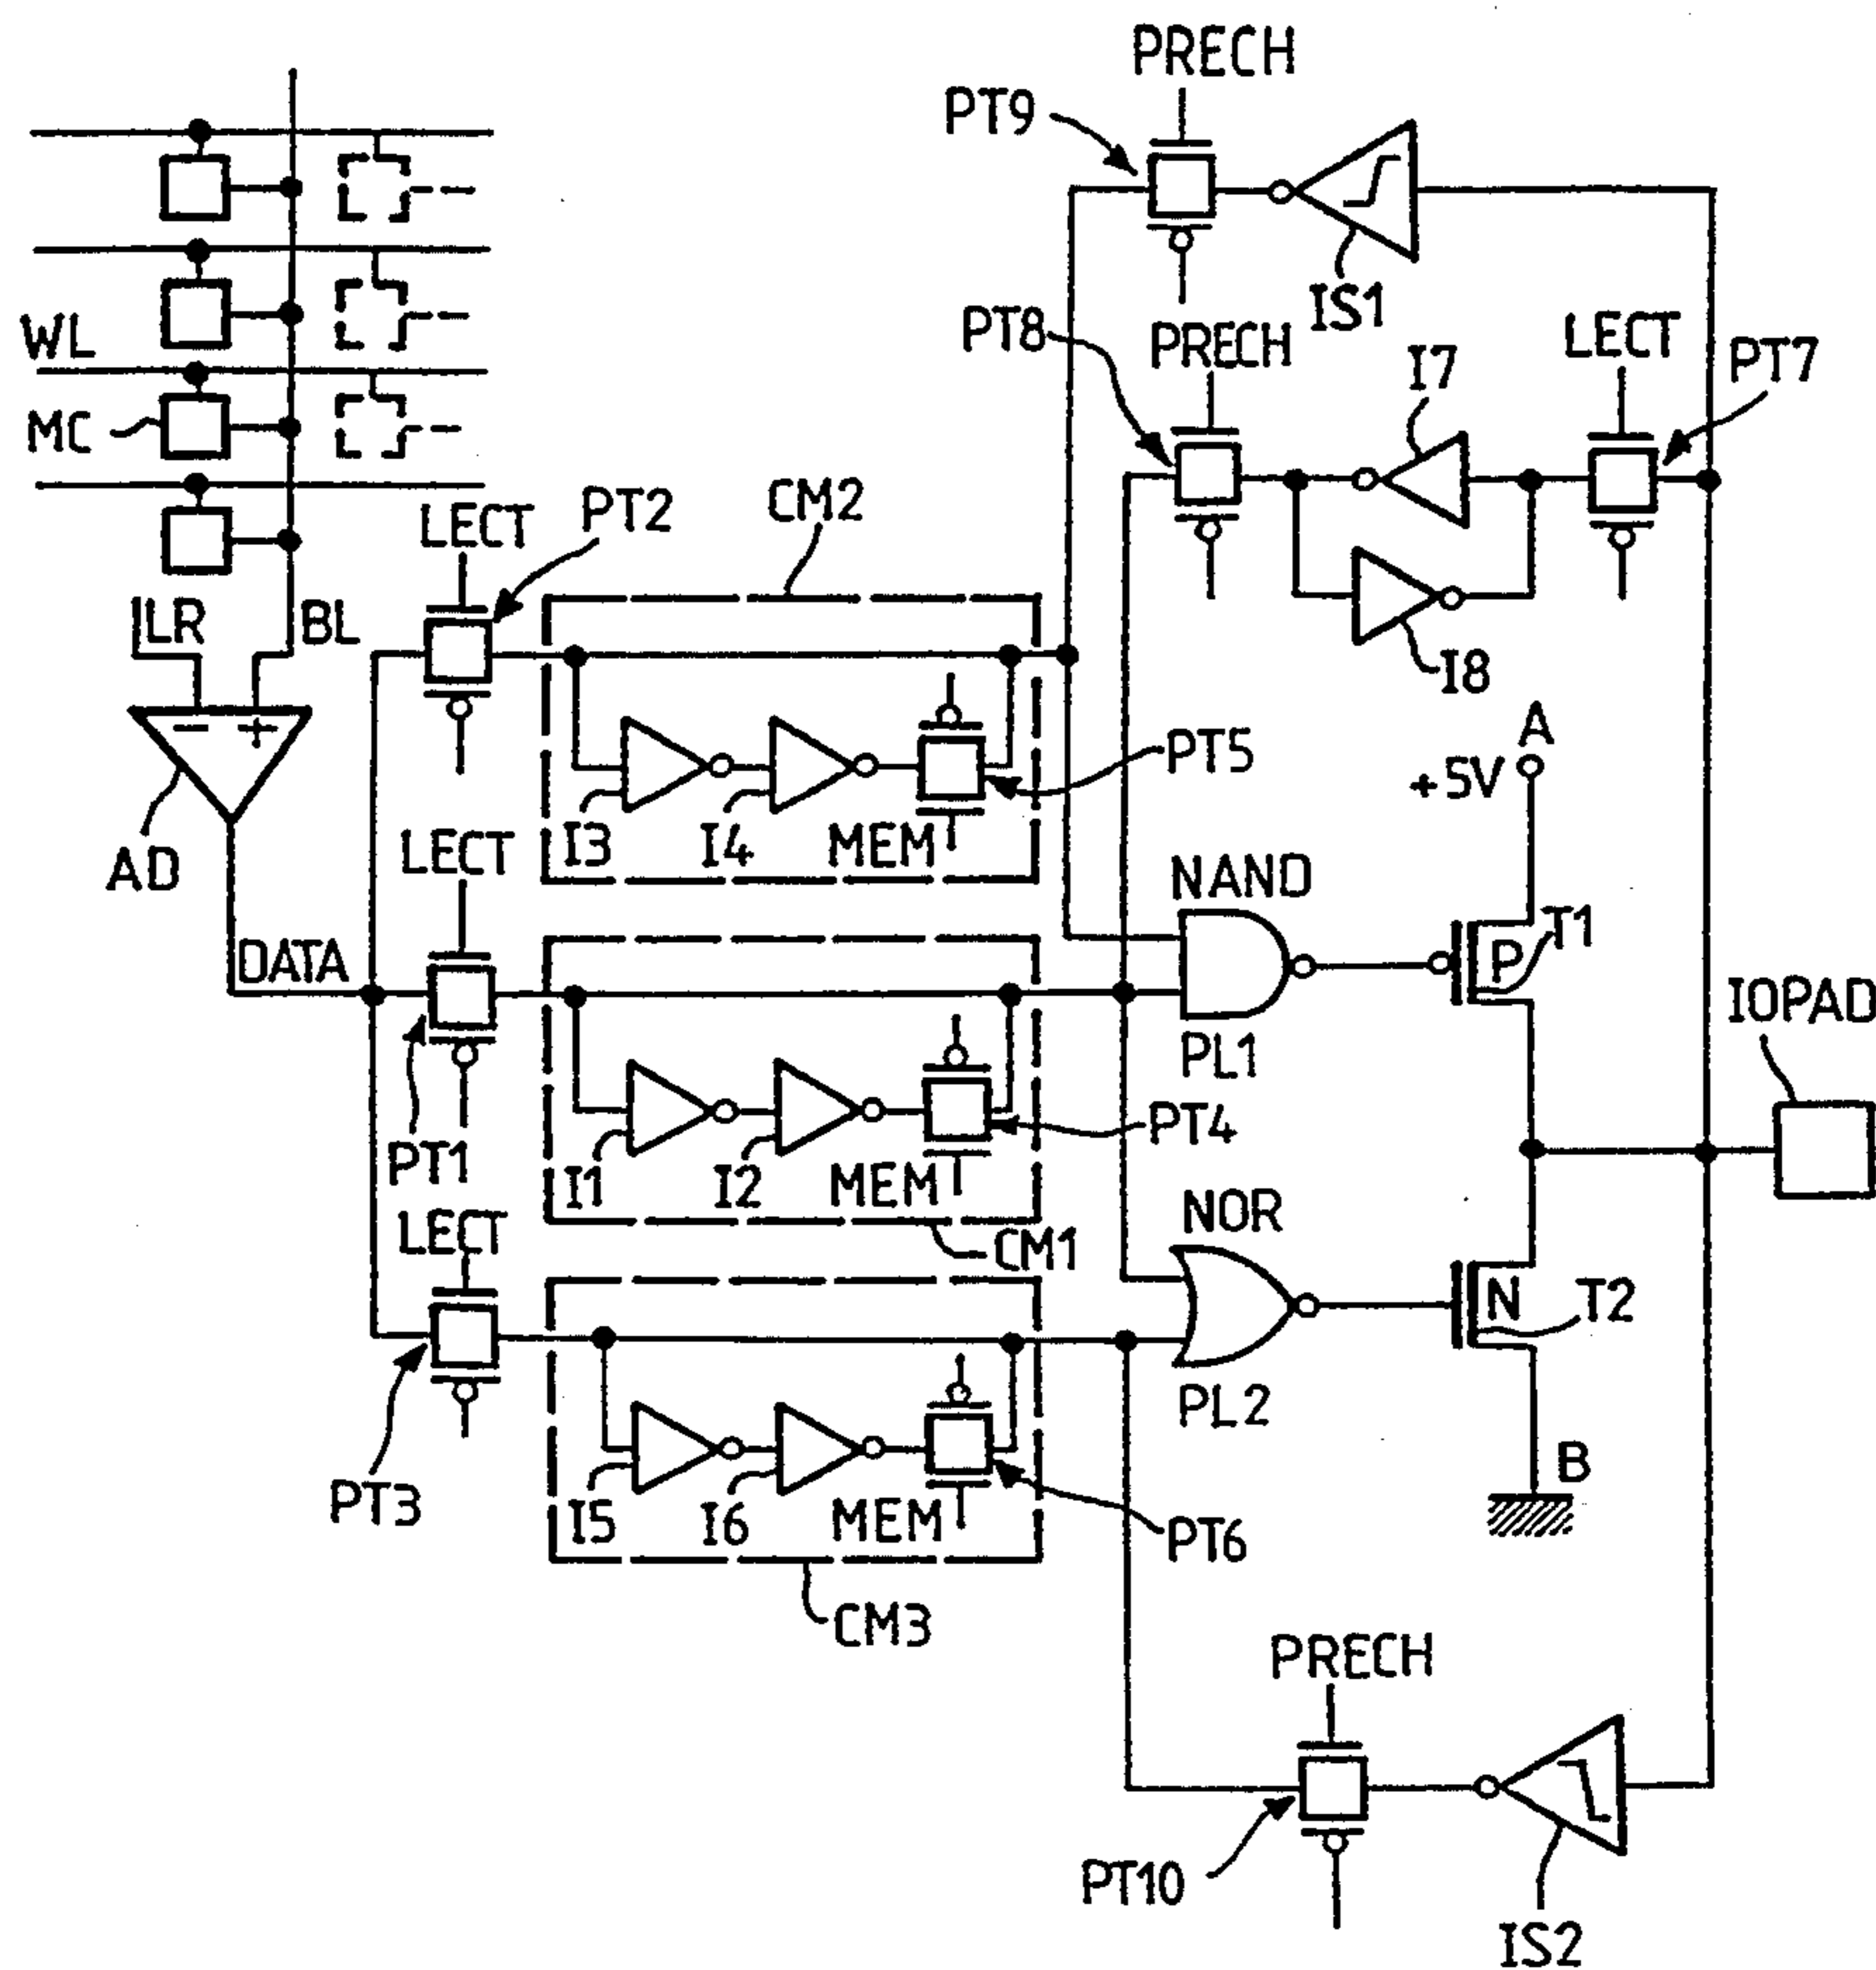 PRECH
PT9
IS1
PT8
PRECH
I7
LECT
PT7
WL
MC
I8
LECT
PT2
CM2
LR
BL
- +
AD
A
+5V
PT5
I3
I4
MEM
LECT
NAND
DATA
P
T1
IOPAD
PL1
PT1
I1
I2
MEM
PT4
CM1
LECT
NOR
N
T2
PL2
B
PT3
I5
I6
MEM
PT6
CM3
PRECH
PT10
IS2